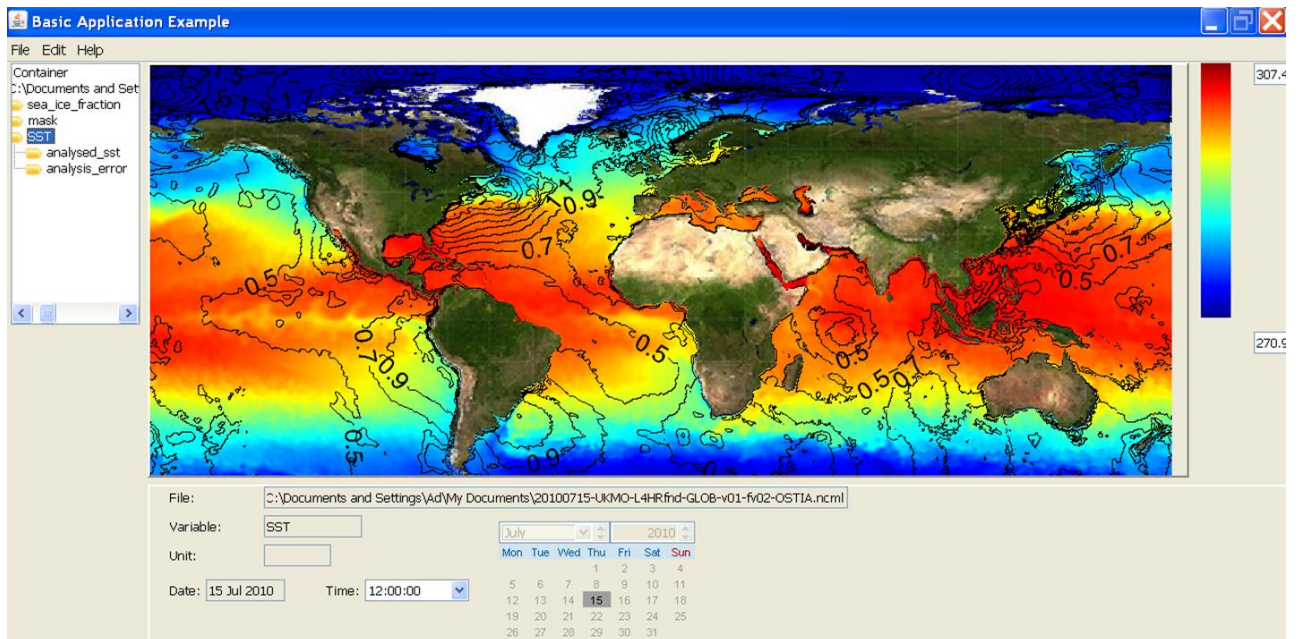 Basic Application Example
File Edit Help
Container
C:\Documents and Set
sea_ice_fraction
mask
SST
analysed_sst
analysis_error
307.4
270.9
2.7
0.9
0.7
0.5
0.7
0.5
0.5
0.7
0.9
0.5
0.5
0.5
0.7
0.5
0.9
File: C:\Documents and Settings\Ad\My Documents\20100715-UKMO-L4HRfnd-GLOB-v01-fv02-OSTIA.ncml
Variable: SST
Unit:
Date: 15 Jul 2010 Time: 12:00:00
July 2010
Mon Tue Wed Thu Fri Sat Sun
1 2 3 4
5 6 7 8 9 10 11
12 13 14 15 16 17 18
19 20 21 22 23 24 25
26 27 28 29 30 31